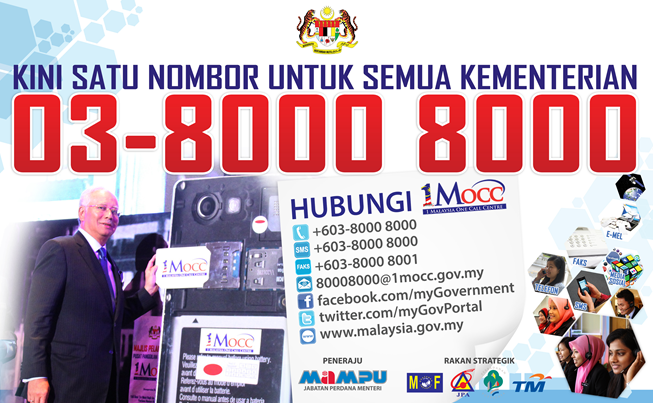 KINI SATU NOMBOR UNTUK SEMUA KEMENTERIAN
03-8000 8000
HUBUNGI 1MOCC
1 MALAYSIA ONE CALL CENTRE
+603-8000 8000
SMS +603-8000 8000
FAKS +603-8000 8001
80008000@1mocc.gov.my
facebook.com/myGovernment
twitter.com/myGovPortal
www.malaysia.gov.my
1MOCC
1MOCC
E-MEL
FAKS
MEDIA
SOSIAL
TELEFON
SMS
PENERAJU
MAMPU
JABATAN PERDANA MENTERI
RAKAN STRATEGIK
MOF
JPA
TM